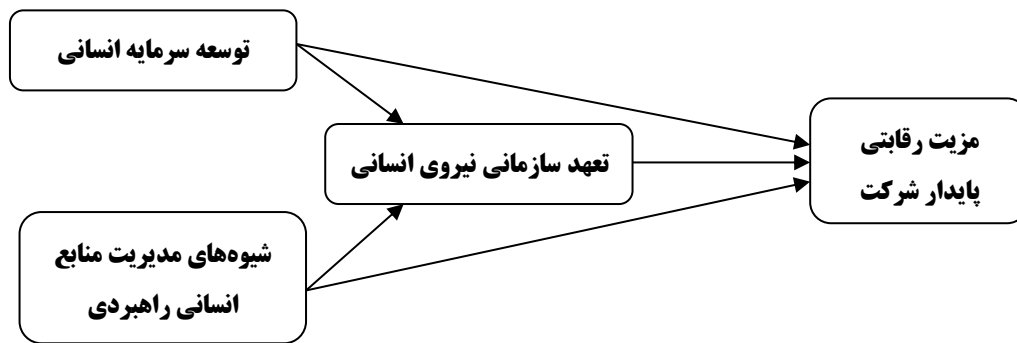 توسعه سرمایه انسانی
تعهد سازمانی نیروی انسانی
مزیت رقابتی
پایدار شرکت
شیوه‌های مدیریت منابع
انسانی راهبردی